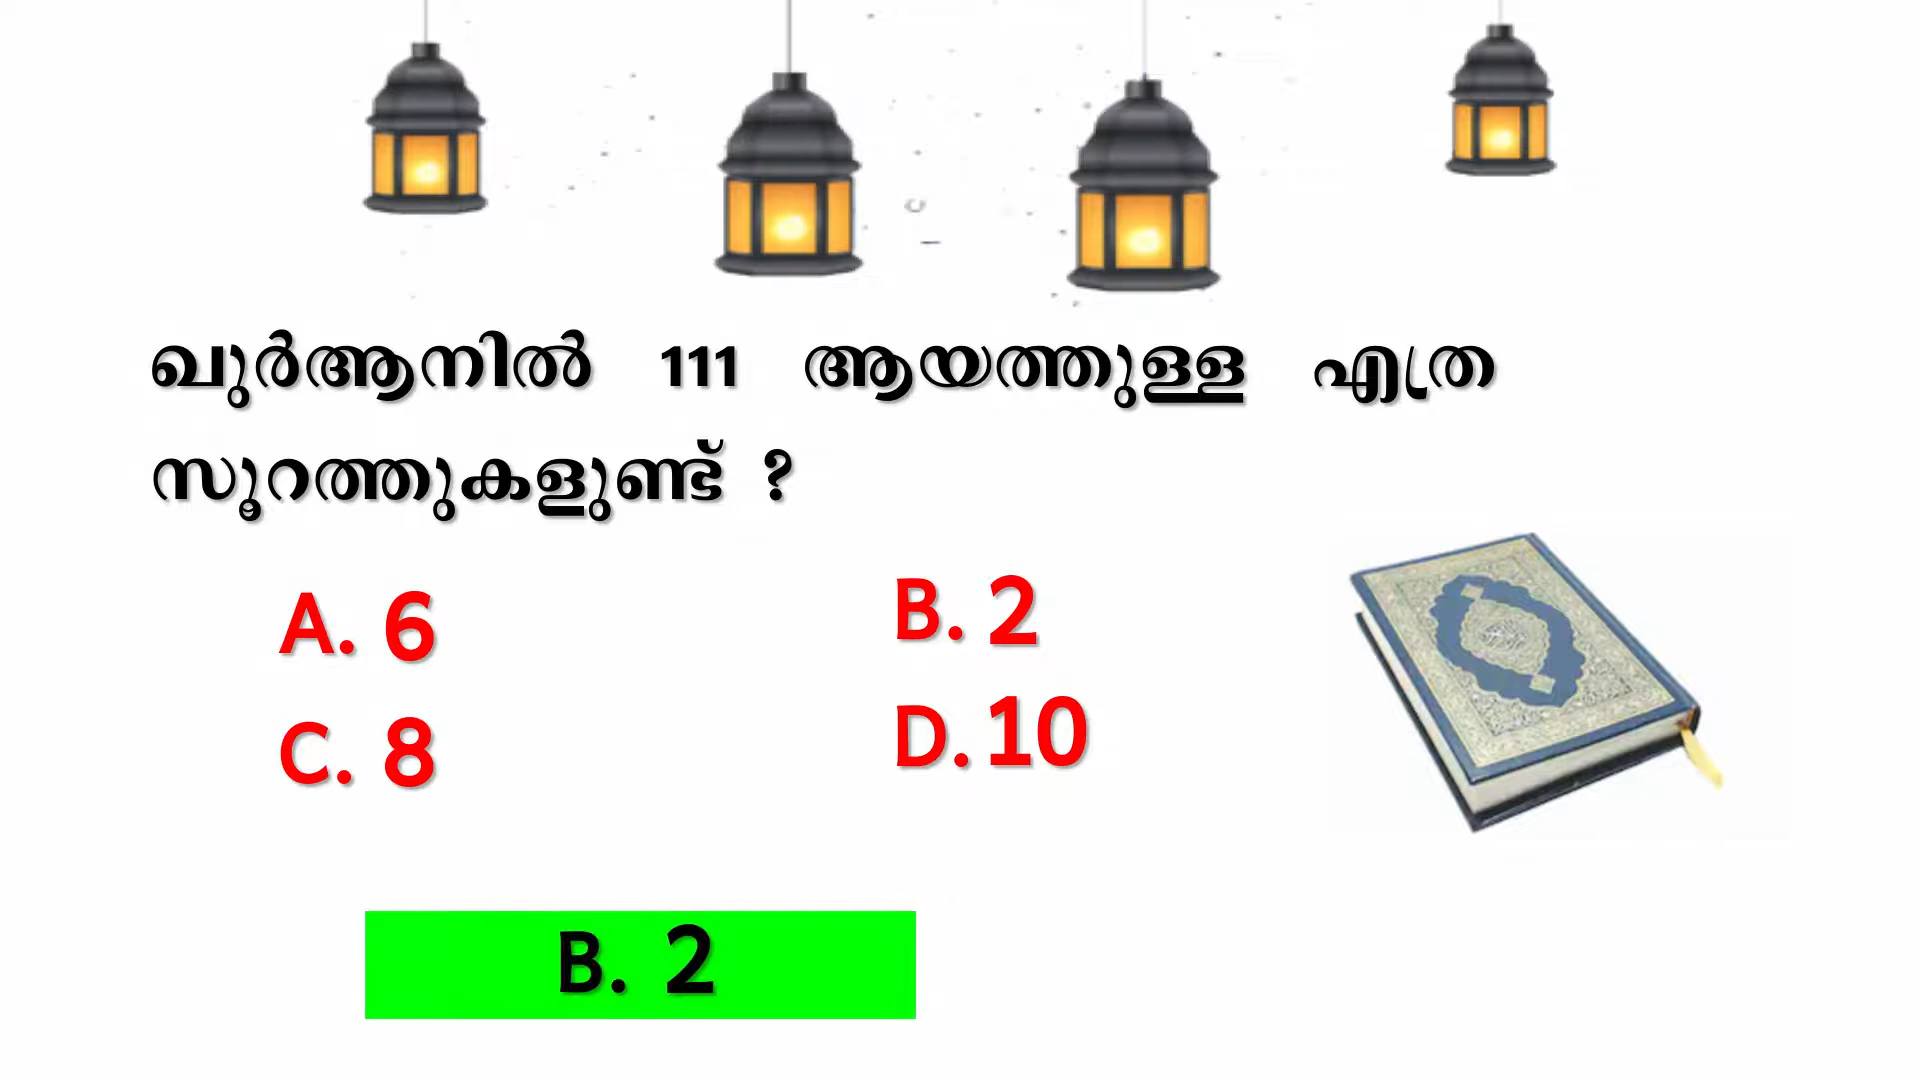 ഖുർആനിൽ 111 ആയത്തുള്ള എത്ര
സൂറത്തുകളുണ്ട് ?
A. 6
B. 2
C. 8
D. 10
B. 2